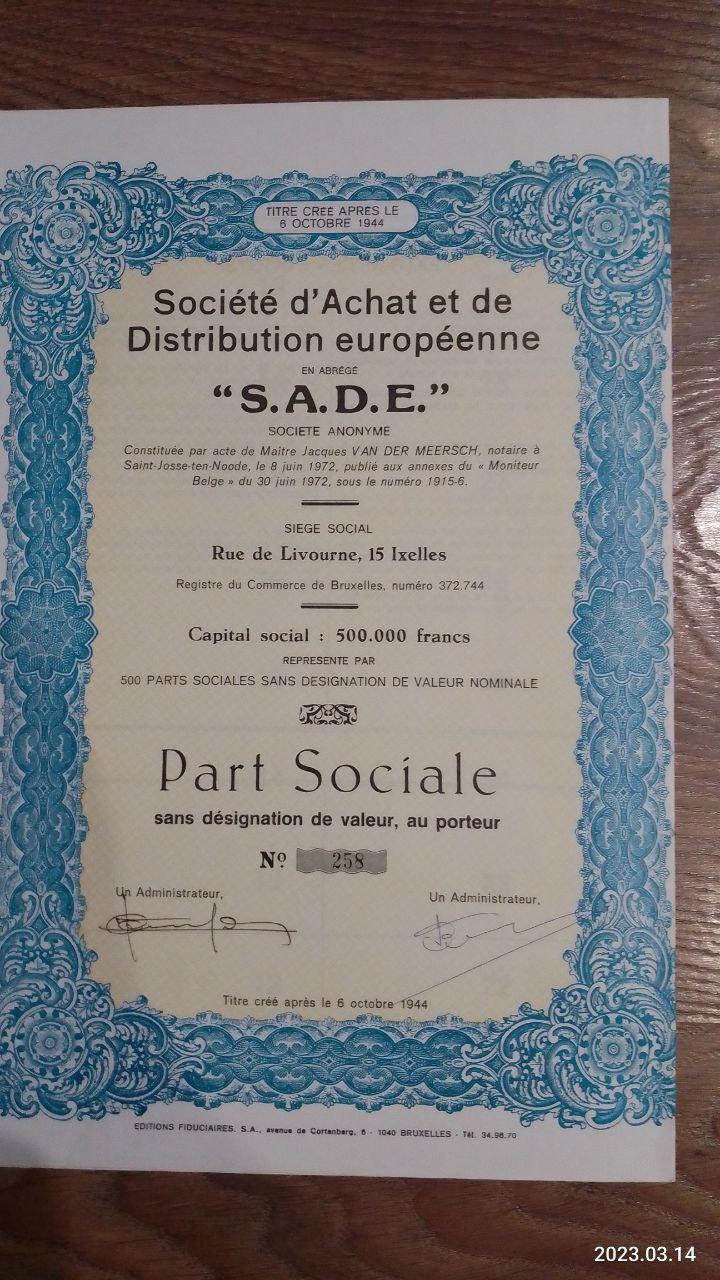 TITRE CRÉÉ APRÈS LE
6 OCTOBRE 1944
Société d'Achat et de
Distribution européenne
EN ABRÉGÉ
"S.A.D.E."
SOCIETE ANONYME
Constituée par acte de Maître Jacques VAN DER MEERSCH, notaire à
Saint-Josse-ten-Noode, le 8 juin 1972, publié aux annexes du « Moniteur
Belge » du 30 juin 1972, sous le numéro 1915-6.
SIEGE SOCIAL
Rue de Livourne, 15 Ixelles
Registre du Commerce de Bruxelles, numéro 372.744
Capital social : 500.000 francs
REPRESENTE PAR
500 PARTS SOCIALES SANS DESIGNATION DE VALEUR NOMINALE
Part Sociale
sans désignation de valeur, au porteur
Nº 258
Un Administrateur,
Un Administrateur,
Titre créé après le 6 octobre 1944
EDITIONS FIDUCIAIRES, S.A., avenue de Cortenberg, 6 - 1040 BRUXELLES - Tél. 34.98.70
2023.03.14